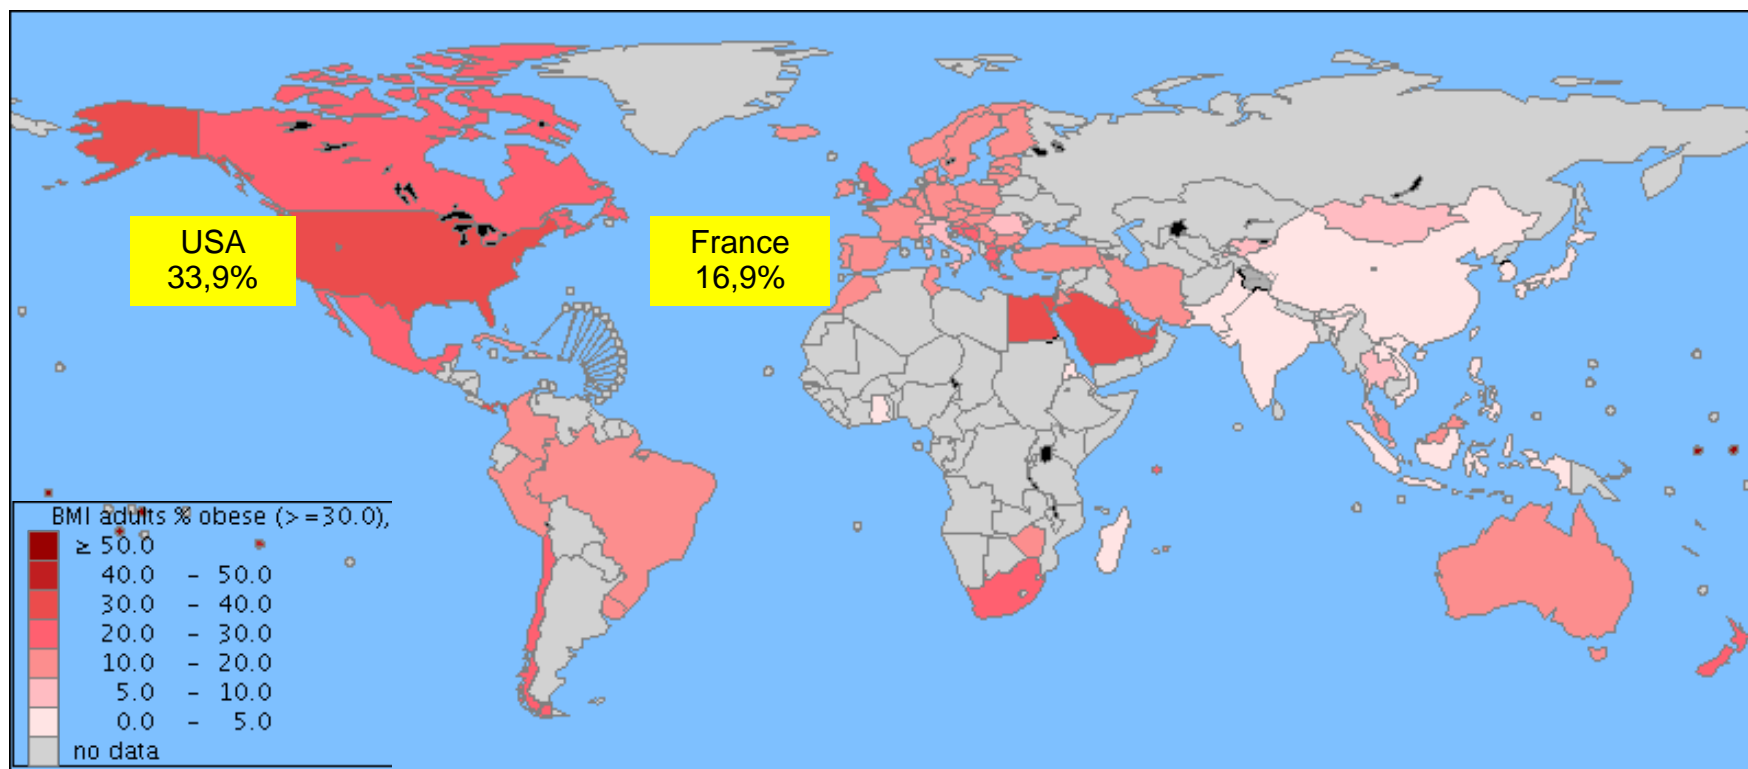 USA
33,9%
France
16,9%
BMI adults % obese (>=30.0),
≥ 50.0
40.0 - 50.0
30.0 - 40.0
20.0 - 30.0
10.0 - 20.0
5.0 - 10.0
0.0 - 5.0
no data